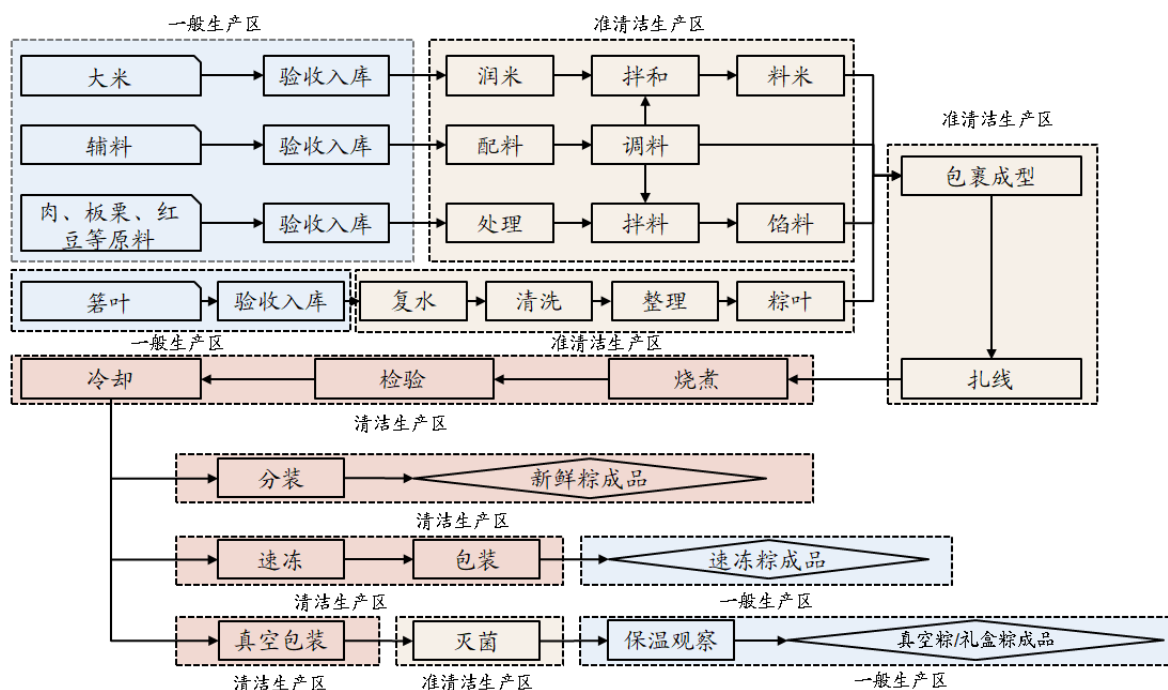 一般生产区
准清洁生产区
大米
验收入库
润米
拌和
料米
准清洁生产区
辅料
验收入库
配料
调料
包裹成型
肉、板栗、红
豆等原料
验收入库
处理
拌料
馅料
箬叶
验收入库
复水
清洗
整理
粽叶
一般生产区
准清洁生产区
冷却
检验
烧煮
扎线
清洁生产区
分装
新鲜粽成品
清洁生产区
速冻
包装
速冻粽成品
清洁生产区
一般生产区
真空包装
灭菌
保温观察
真空粽/礼盒粽成品
清洁生产区
准清洁生产区
一般生产区